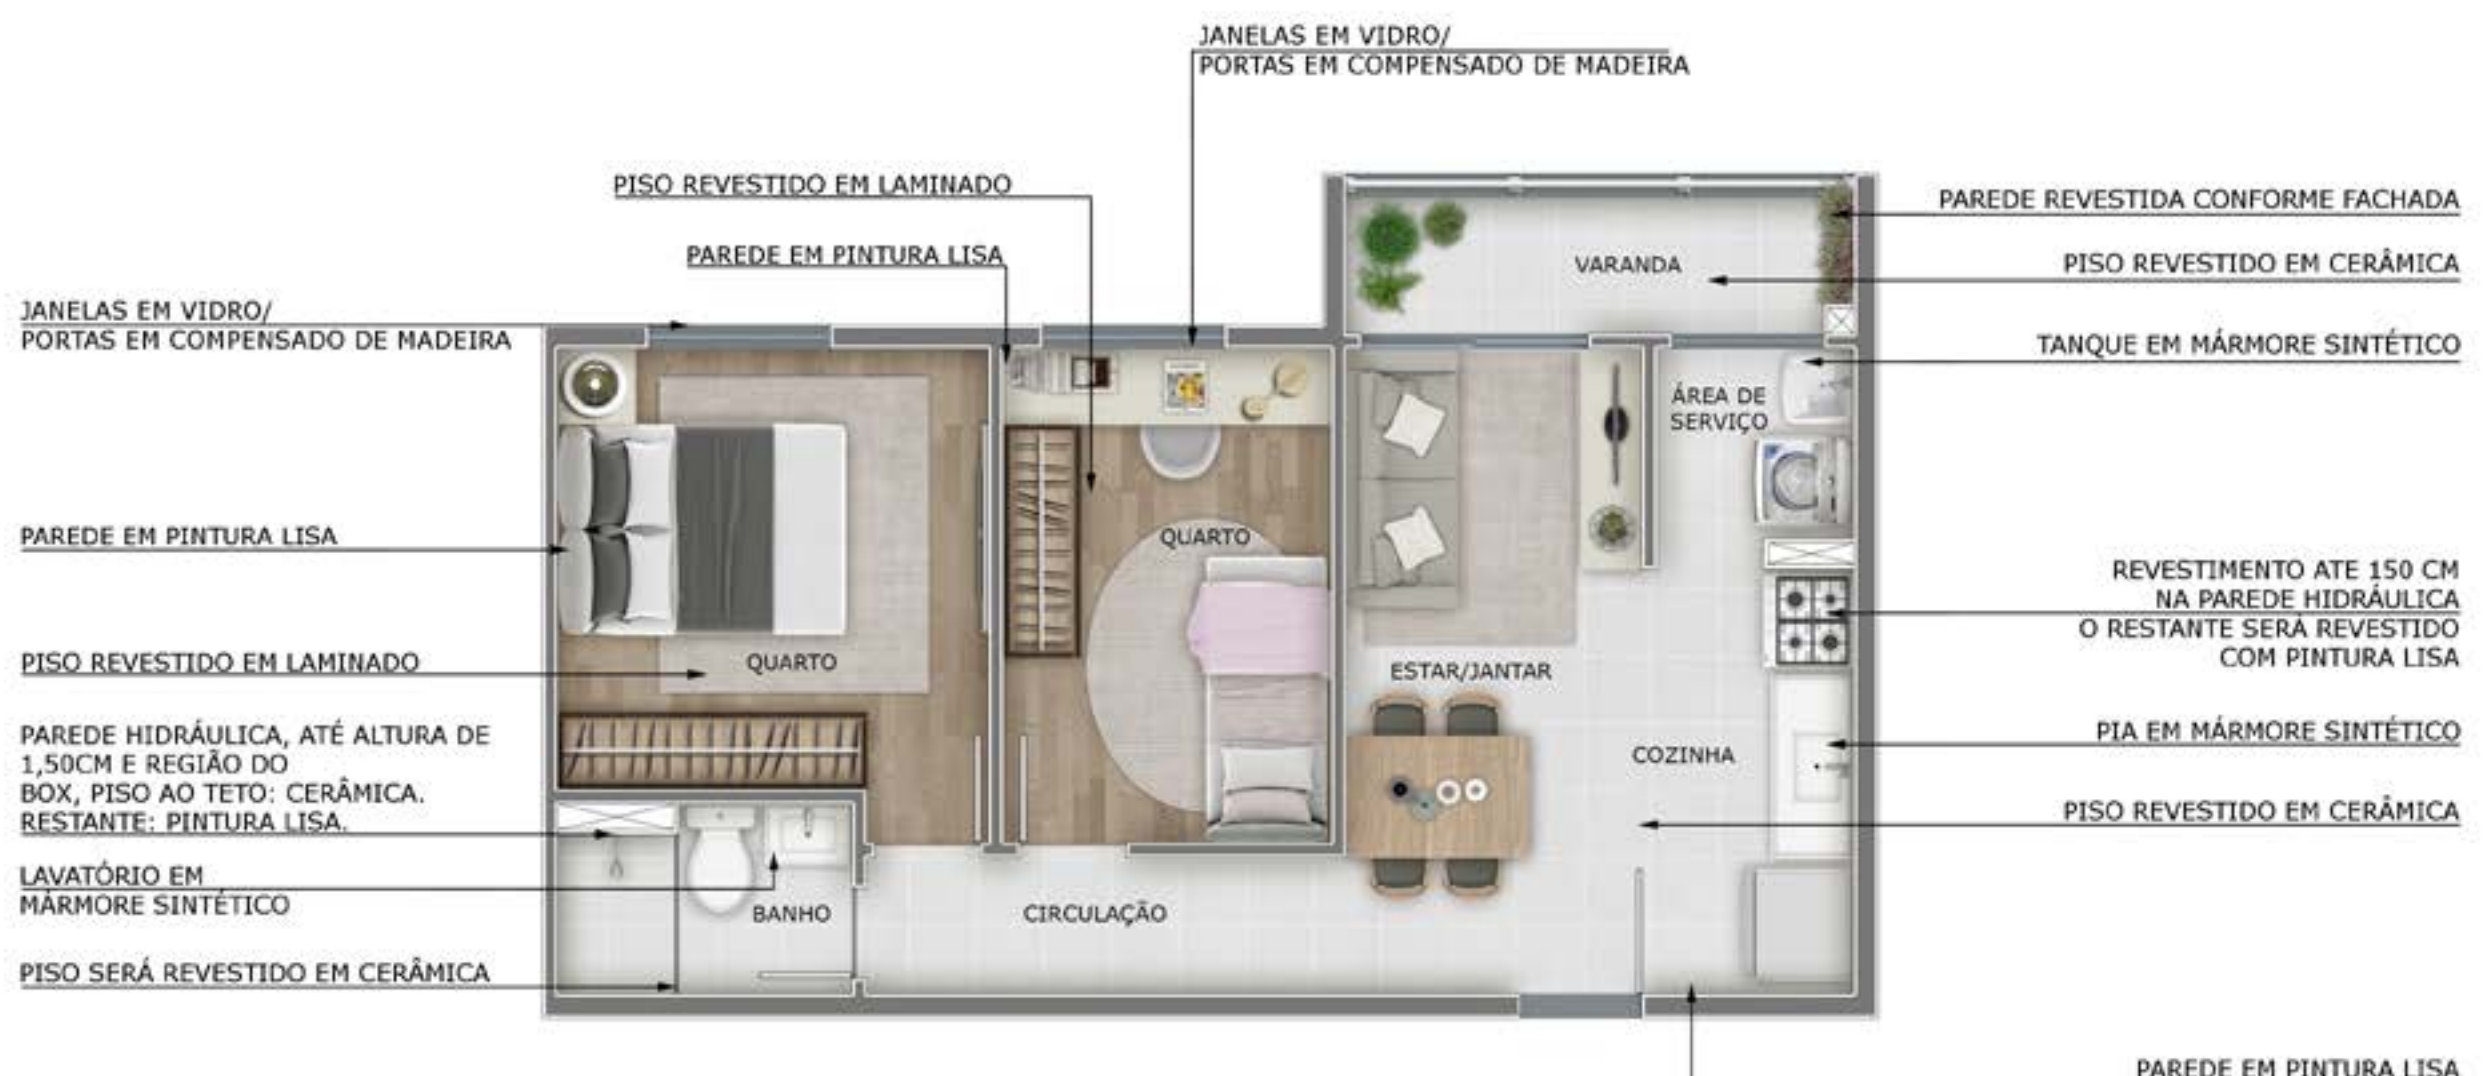 JANELAS EM VIDRO/
PORTAS EM COMPENSADO DE MADEIRA
PISO REVESTIDO EM LAMINADO
PAREDE EM PINTURA LISA
JANELAS EM VIDRO/
PORTAS EM COMPENSADO DE MADEIRA
PAREDE EM PINTURA LISA
PISO REVESTIDO EM LAMINADO
PAREDE HIDRÁULICA, ATÉ ALTURA DE
1,50CM E REGIÃO DO
BOX, PISO AO TETO: CERÂMICA.
RESTANTE: PINTURA LISA.
LAVATÓRIO EM
MÁRMORE SINTÉTICO
PISO SERÁ REVESTIDO EM CERÂMICA
VARANDA
ÁREA DE
SERVIÇO
QUARTO
QUARTO
ESTAR/JANTAR
COZINHA
BANHO
CIRCULAÇÃO
PAREDE REVESTIDA CONFORME FACHADA
PISO REVESTIDO EM CERÂMICA
TANQUE EM MÁRMORE SINTÉTICO
REVESTIMENTO ATE 150 CM
NA PAREDE HIDRÁULICA
O RESTANTE SERÁ REVESTIDO
COM PINTURA LISA
PIA EM MÁRMORE SINTÉTICO
PISO REVESTIDO EM CERÂMICA
PAREDE EM PINTURA LISA